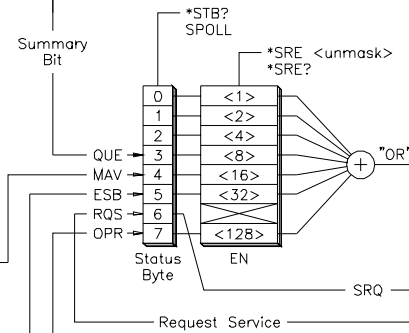 *STB?
SPOLL
Summary
Bit
*SRE <unmask>
*SRE?
0 <1>
1 <2>
2 <4>
QUE 3 <8>
MAV 4 <16>
ESB 5 <32>
RQS 6
OPR 7 <128>
+
"OR"
Status
Byte
EN
SRQ
Request Service